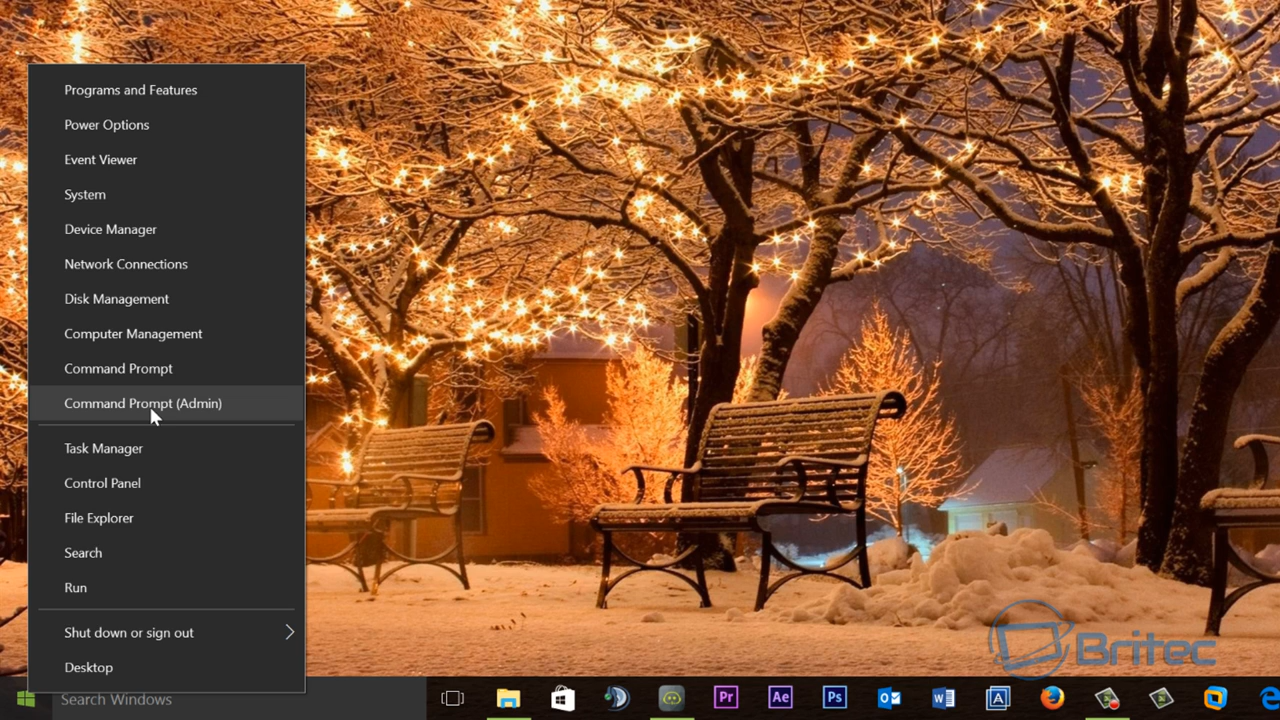 Programs and Features
Power Options
Event Viewer
System
Device Manager
Network Connections
Disk Management
Computer Management
Command Prompt
Command Prompt (Admin)
Task Manager
Control Panel
File Explorer
Search
Run
Shut down or sign out
Desktop
Britec
Search Windows
Pr
Ae
Ps